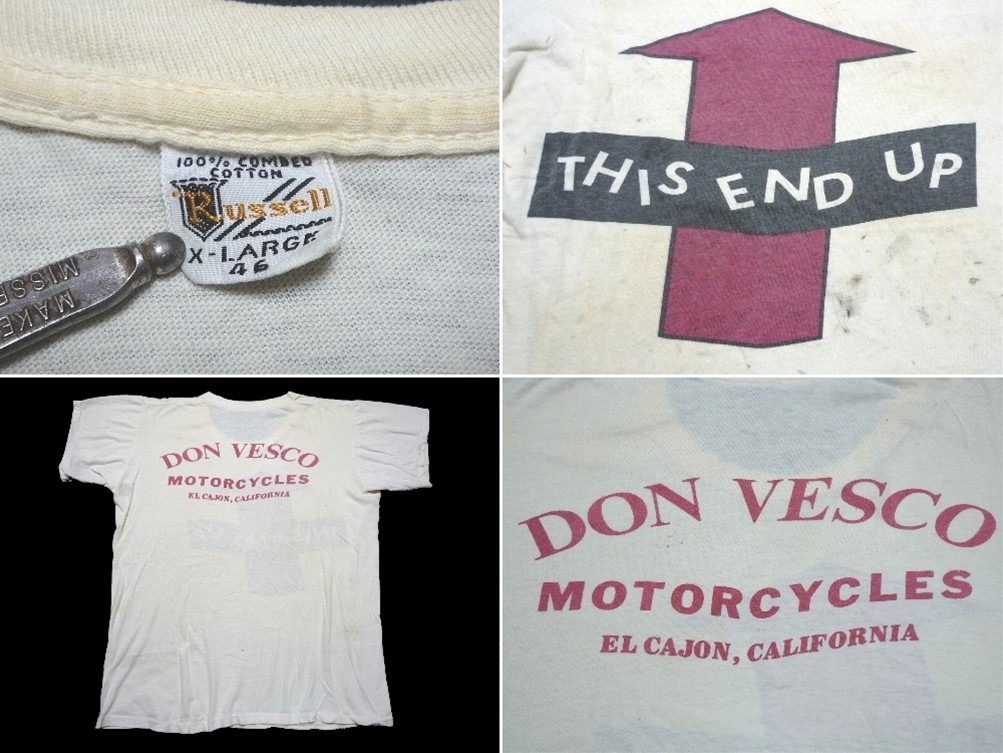 100% COMBED
COTTON
Russell
X-LARGE
46
MAKE
MISSE
THIS END UP
DON VESCO
MOTORCYCLES
EL CAJON, CALIFORNIA
DON VESCO
MOTORCYCLES
EL CAJON, CALIFORNIA